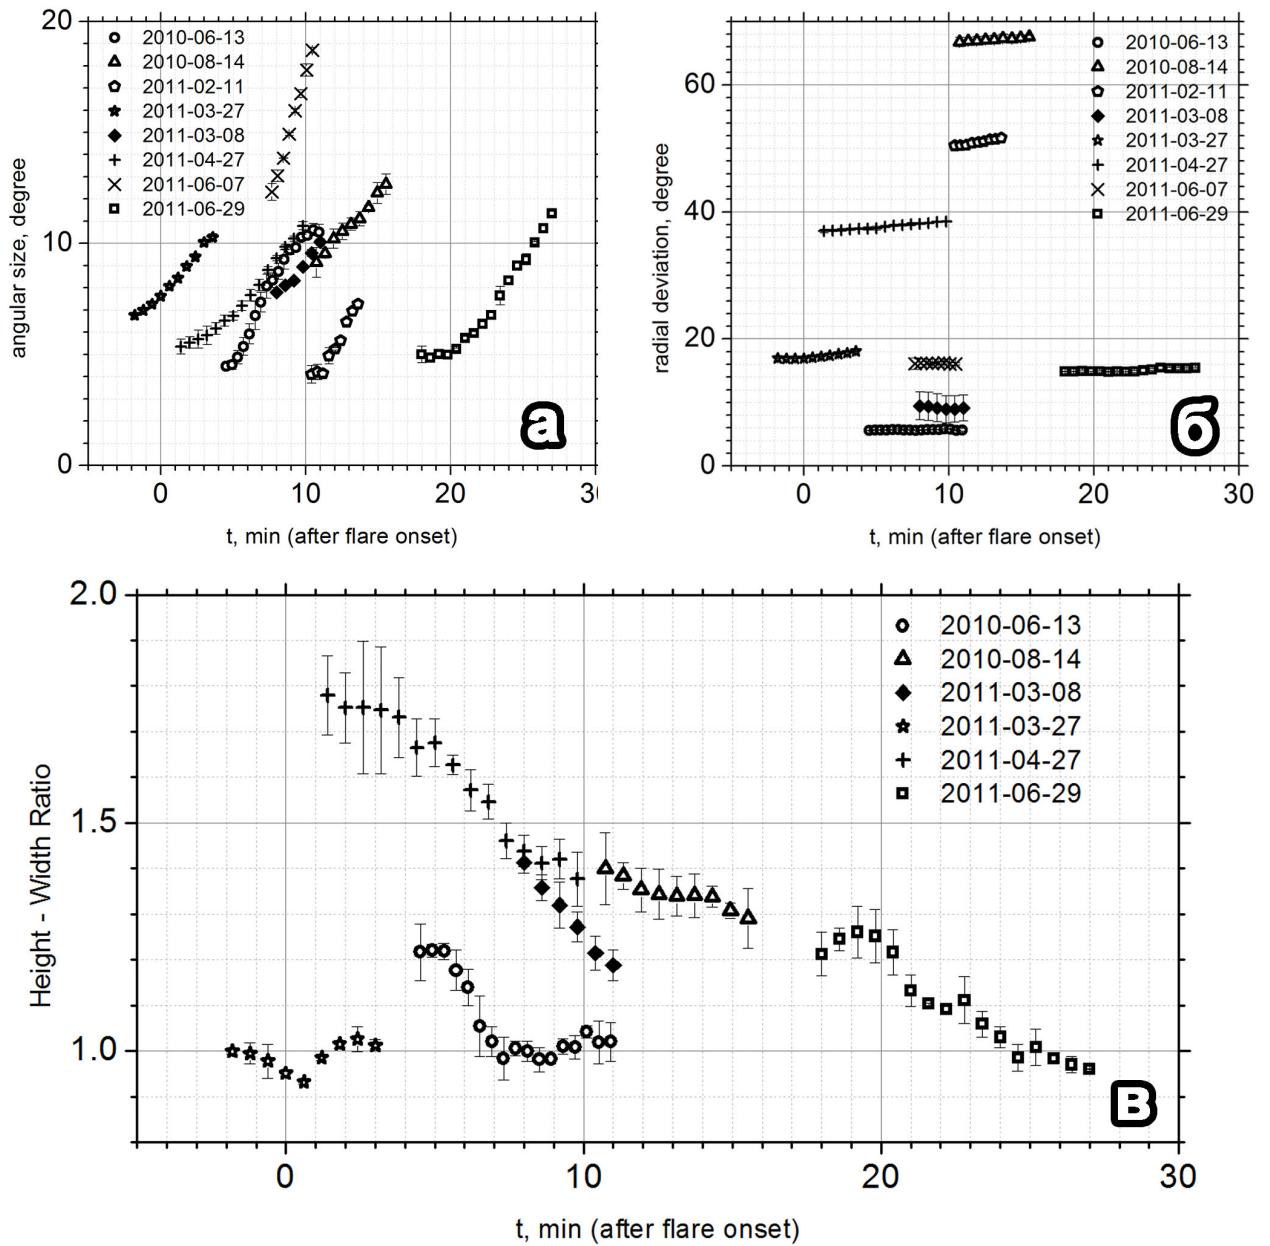 20
10
0
angular size, degree
2010-06-13
2010-08-14
2011-02-11
2011-03-27
2011-03-08
2011-04-27
2011-06-07
2011-06-29
а
0 10 20 3
t, min (after flare onset)
60
40
20
0
radial deviation, degree
2010-06-13
2010-08-14
2011-02-11
2011-03-08
2011-03-27
2011-04-27
2011-06-07
2011-06-29
б
0 10 20 30
t, min (after flare onset)
2.0
1.5
1.0
Height - Width Ratio
2010-06-13
2010-08-14
2011-03-08
2011-03-27
2011-04-27
2011-06-29
в
0 10 20 30
t, min (after flare onset)